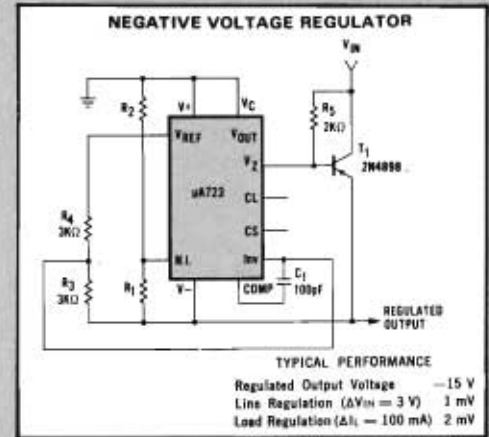 NEGATIVE VOLTAGE REGULATOR
VIN
R2
V+
VC
R5
2KΩ
VREF
VOUT
T1
VZ
2N4898
uA723
CL
R4
3KΩ
CS
N.I.
Inv
R3
3KΩ
R1
C1
100pF
V–
COMP
REGULATED
OUTPUT
TYPICAL PERFORMANCE
Regulated Output Voltage –15 V
Line Regulation (ΔVIN = 3 V) 1 mV
Load Regulation (ΔIL = 100 mA) 2 mV